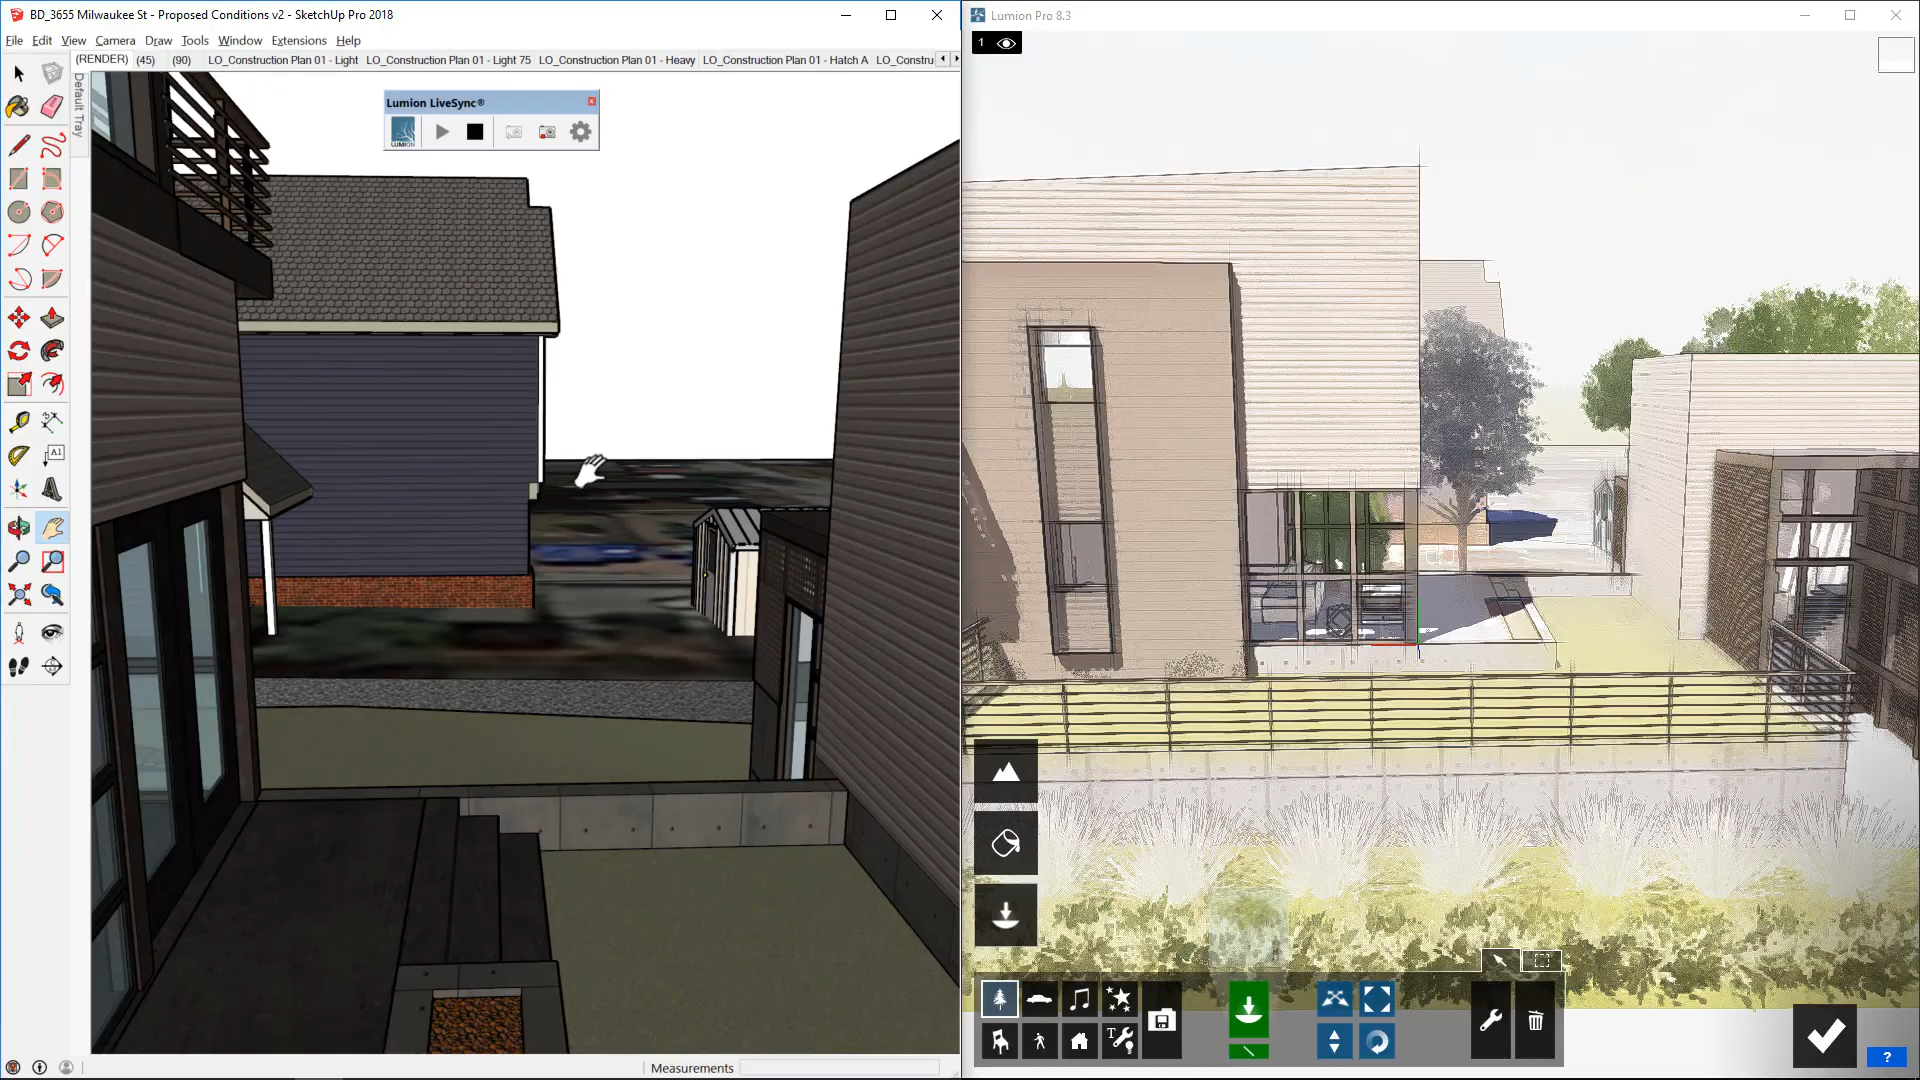 BD_3655 Milwaukee St - Proposed Conditions v2 - SketchUp Pro 2018
File Edit View Camera Draw Tools Window Extensions Help
(RENDER) (45) (90) LO_Construction Plan 01 - Light LO_Construction Plan 01 - Light 75 LO_Construction Plan 01 - Heavy LO_Construction Plan 01 - Hatch A LO_Constru
Default Tray
Lumion LiveSync®
LUMION
A1
Measurements
Lumion Pro 8.3
1
T
?